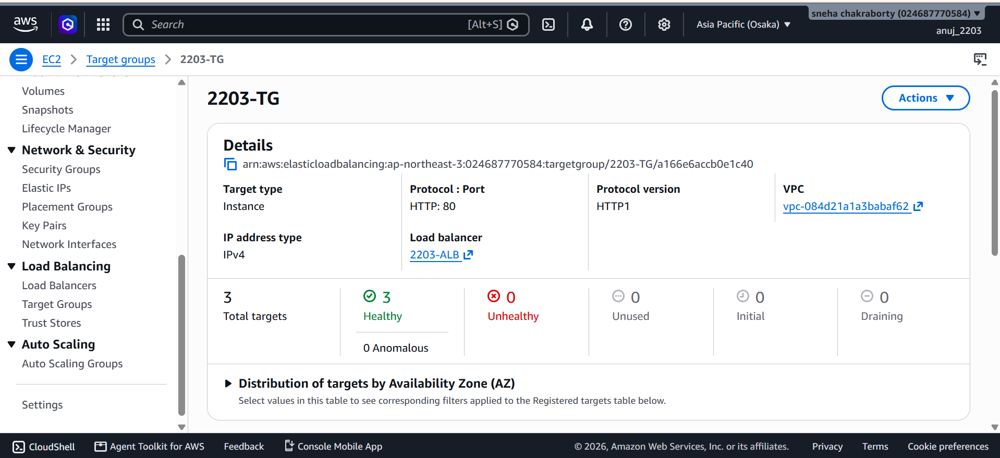 aws
Search
[Alt+S]
Asia Pacific (Osaka)
sneha chakraborty (024687770584)
anuj_2203
EC2
Target groups
2203-TG
Volumes
Snapshots
Lifecycle Manager
Network & Security
Security Groups
Elastic IPs
Placement Groups
Key Pairs
Network Interfaces
Load Balancing
Load Balancers
Target Groups
Trust Stores
Auto Scaling
Auto Scaling Groups
Settings
2203-TG
Actions
Details
arn:aws:elasticloadbalancing:ap-northeast-3:024687770584:targetgroup/2203-TG/a166e6accb0e1c40
Target type
Instance
Protocol : Port
HTTP: 80
Protocol version
HTTP1
VPC
vpc-084d21a1a3babaf62
IP address type
IPv4
Load balancer
2203-ALB
3
Total targets
3
Healthy
0 Anomalous
0
Unhealthy
0
Unused
0
Initial
0
Draining
Distribution of targets by Availability Zone (AZ)
Select values in this table to see corresponding filters applied to the Registered targets table below.
CloudShell
Agent Toolkit for AWS
Feedback
Console Mobile App
© 2026, Amazon Web Services, Inc. or its affiliates.
Privacy
Terms
Cookie preferences